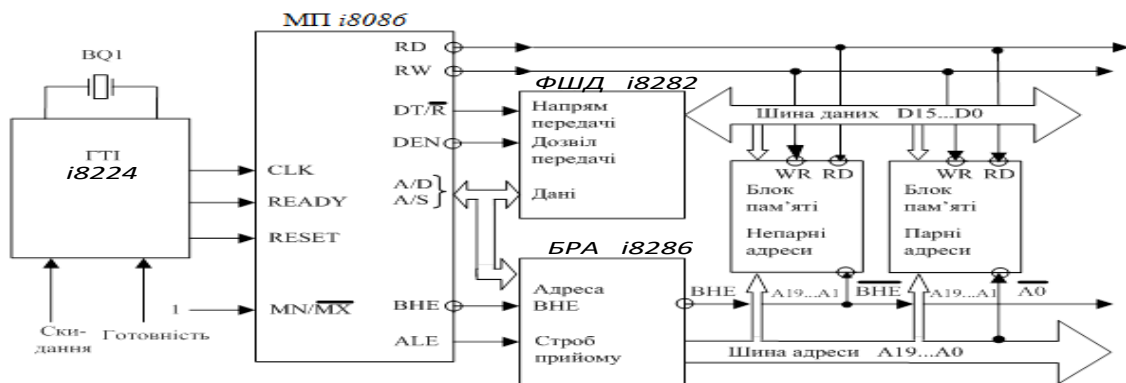 МП i8086
BQ1
ГТІ
i8224
Ски-
дання
Готовність
1
CLK
READY
RESET
MN/MX
RD
RW
DT/R
DEN
A/D
A/S
BHE
ALE
ФШД i8282
Напрям
передачі
Дозвіл
передачі
Дані
БРА i8286
Адреса
BHE
Строб
прийому
Шина даних D15...D0
WR RD
Блок
пам’яті
Непарні
адреси
WR RD
Блок
пам’яті
Парні
адреси
BHE A19...A1 BHE A19...A1 A0
Шина адреси A19...A0